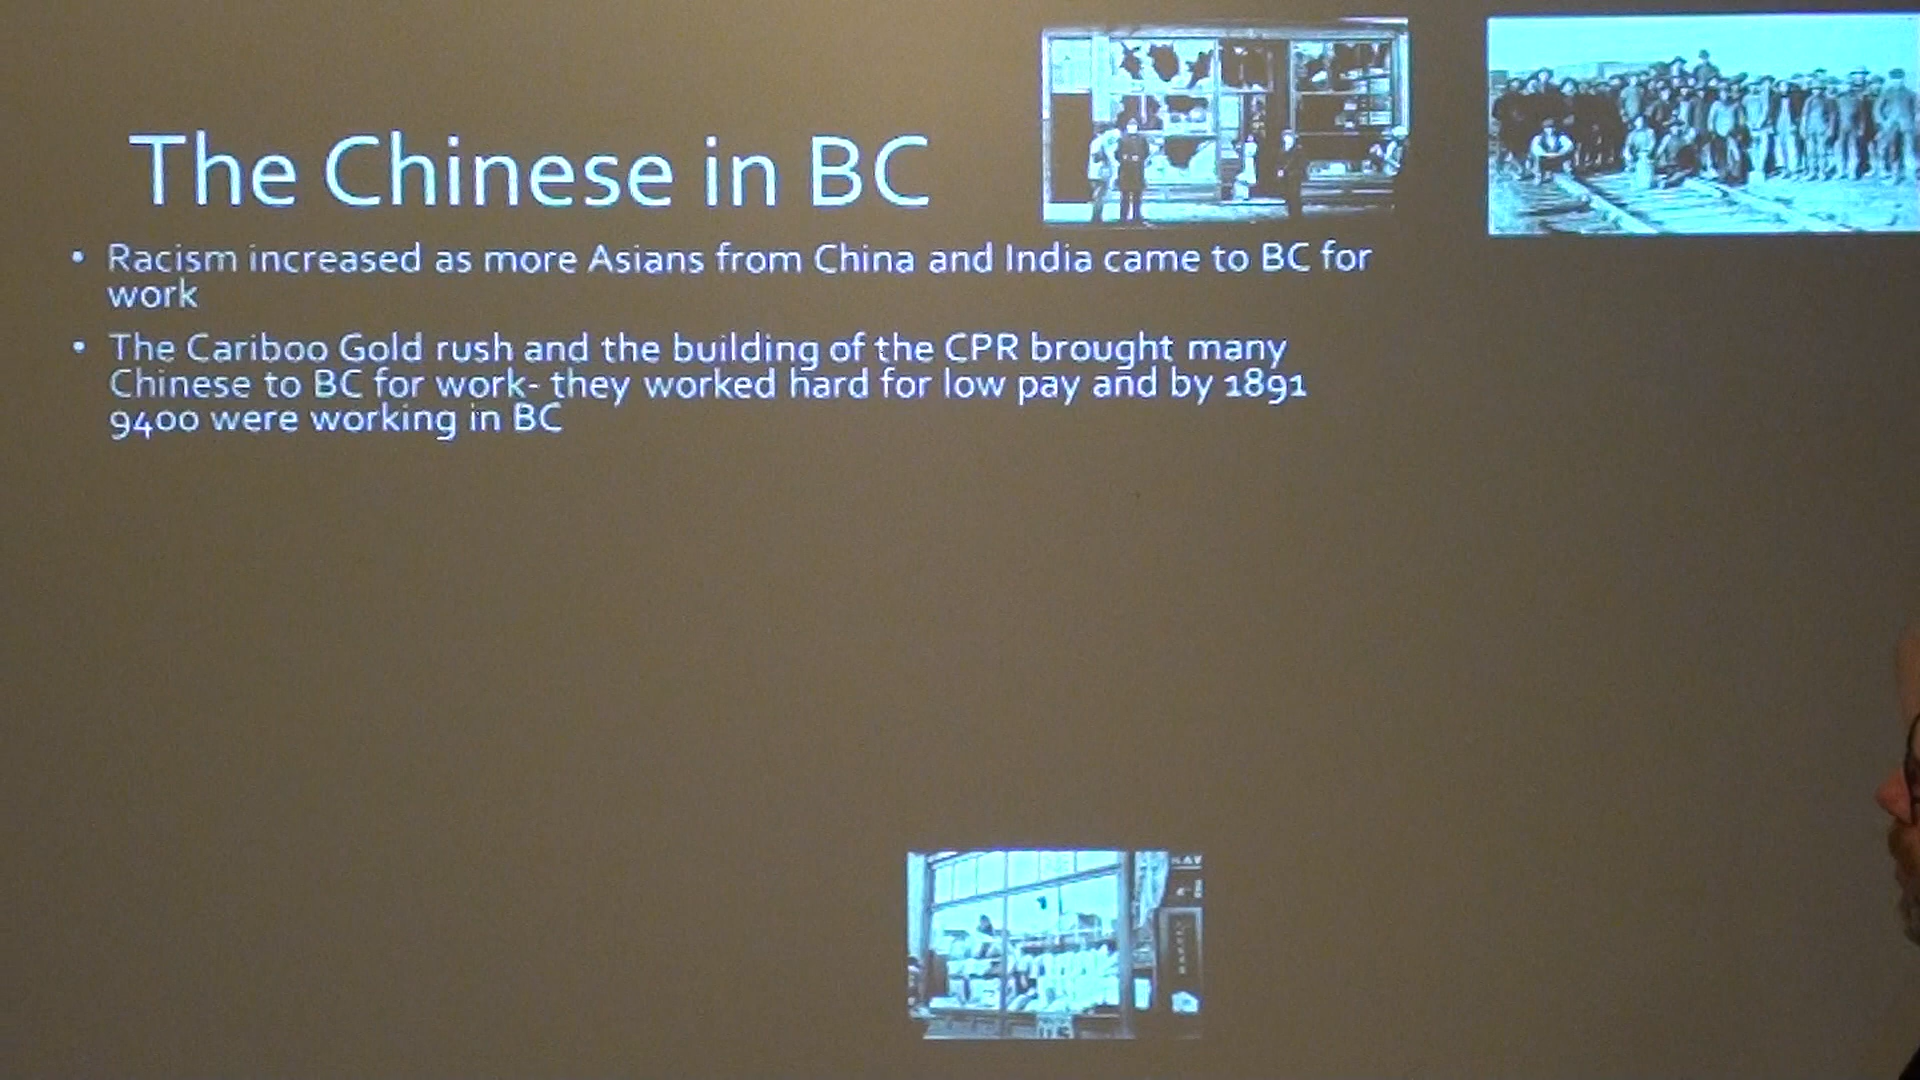 The Chinese in BC
• Racism increased as more Asians from China and India came to BC for
work
• The Cariboo Gold rush and the building of the CPR brought many
Chinese to BC for work- they worked hard for low pay and by 1891
9400 were working in BC